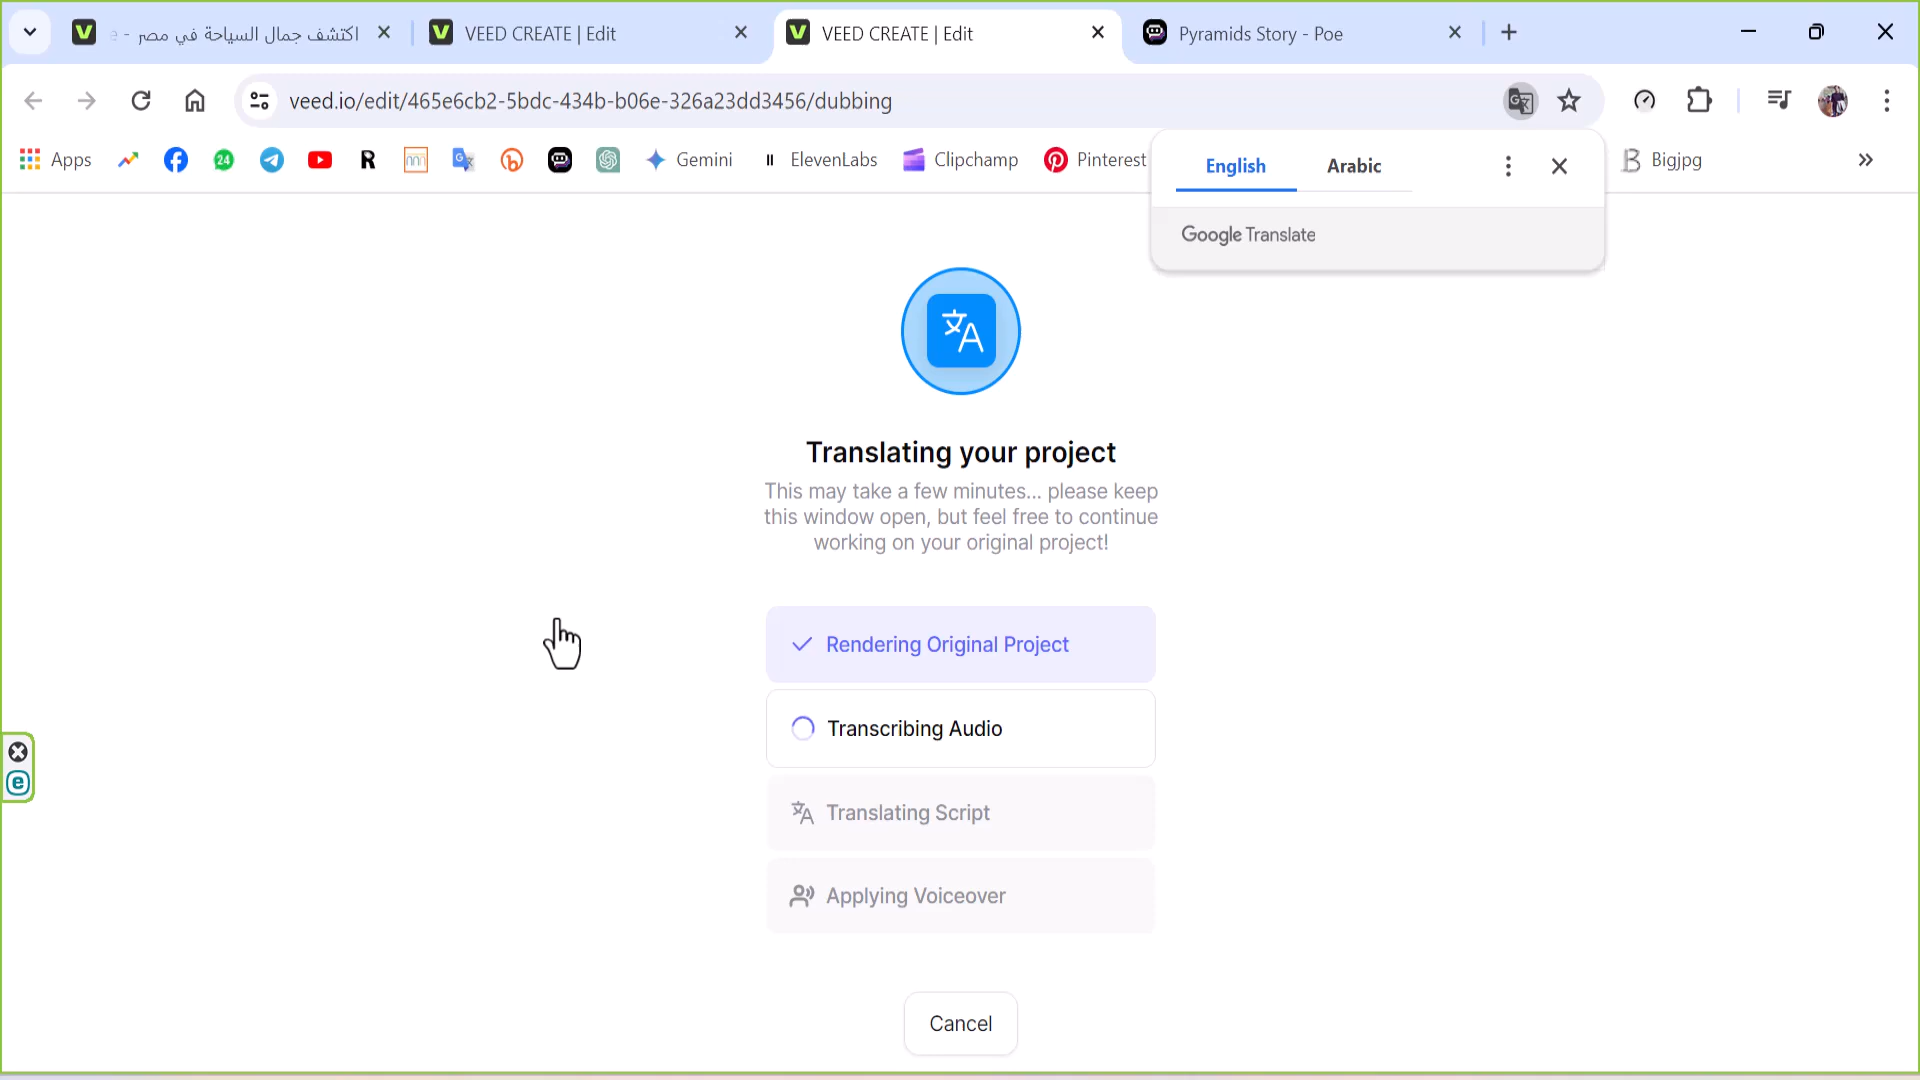 اكتشف جمال السياحة في مصر -
VEED CREATE | Edit
VEED CREATE | Edit
Pyramids Story - Poe
veed.io/edit/465e6cb2-5bdc-434b-b06e-326a23dd3456/dubbing
Apps
24
R
Gemini
ElevenLabs
Clipchamp
Pinterest
Bigjpg
English
Arabic
Google Translate
Translating your project
This may take a few minutes... please keep
this window open, but feel free to continue
working on your original project!
Rendering Original Project
Transcribing Audio
Translating Script
Applying Voiceover
Cancel